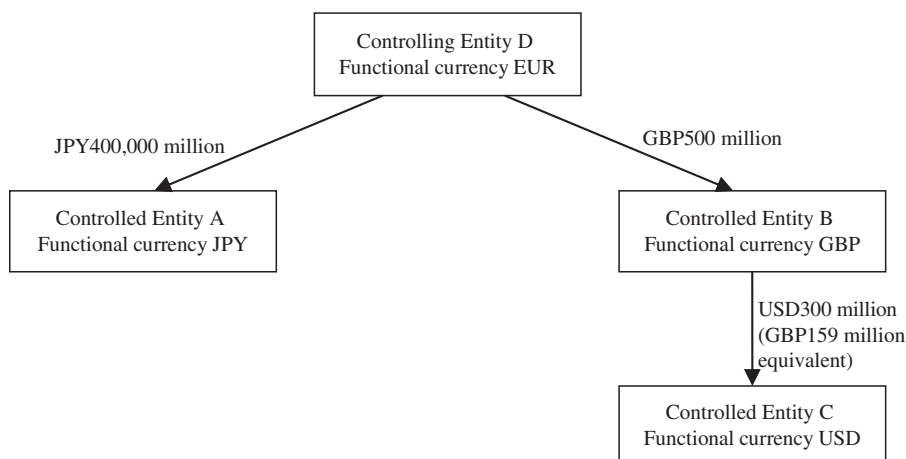 Controlling Entity D
Functional currency EUR
JPY400,000 million
GBP500 million
Controlled Entity A
Functional currency JPY
Controlled Entity B
Functional currency GBP
USD300 million
(GBP159 million
equivalent)
Controlled Entity C
Functional currency USD